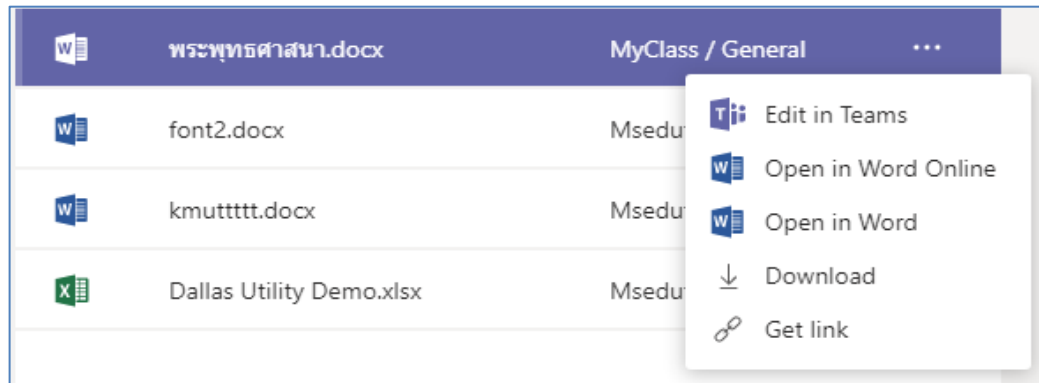 พระพุทธศาสนา.docx MyClass / General ...
Edit in Teams
font2.docx Msedu
Open in Word Online
kmuttttt.docx Msedu
Open in Word
Download
Dallas Utility Demo.xlsx Msedu
Get link